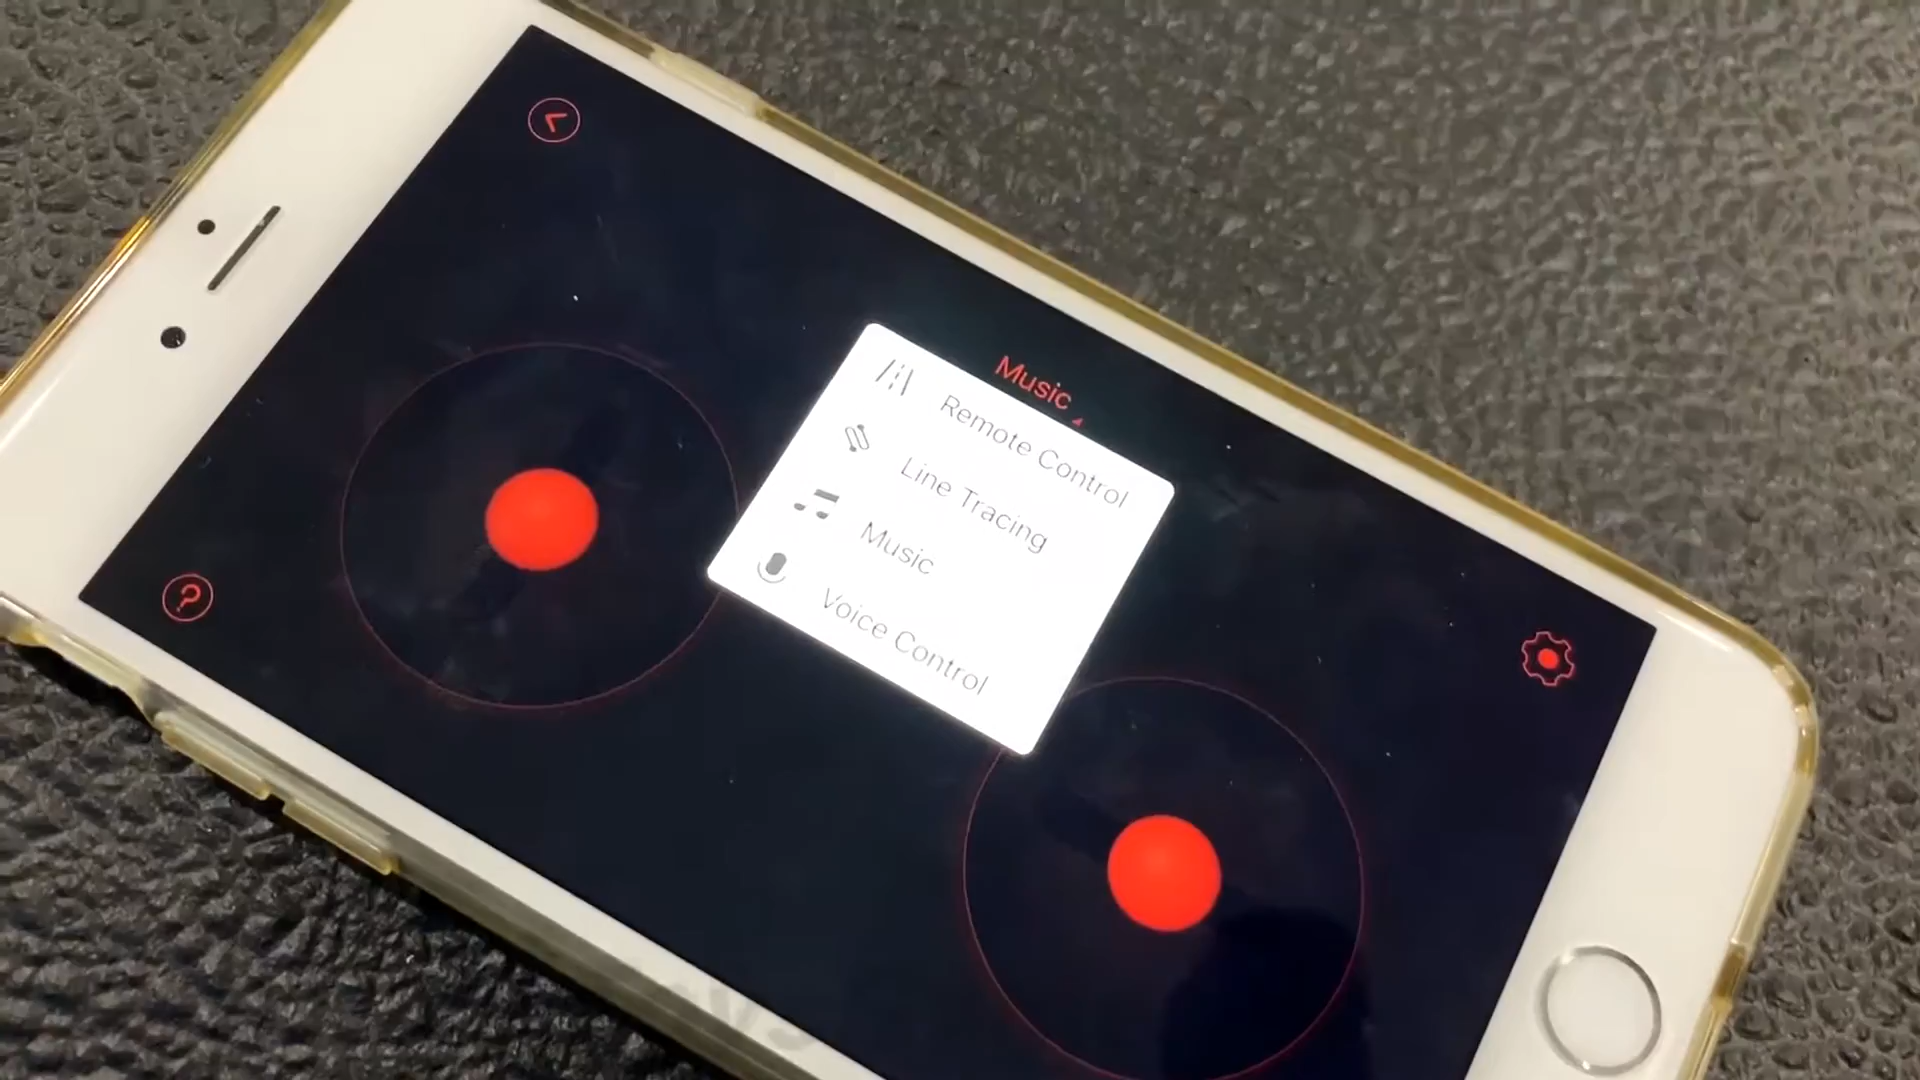 Music
Remote Control
Line Tracing
Music
Voice Control
?